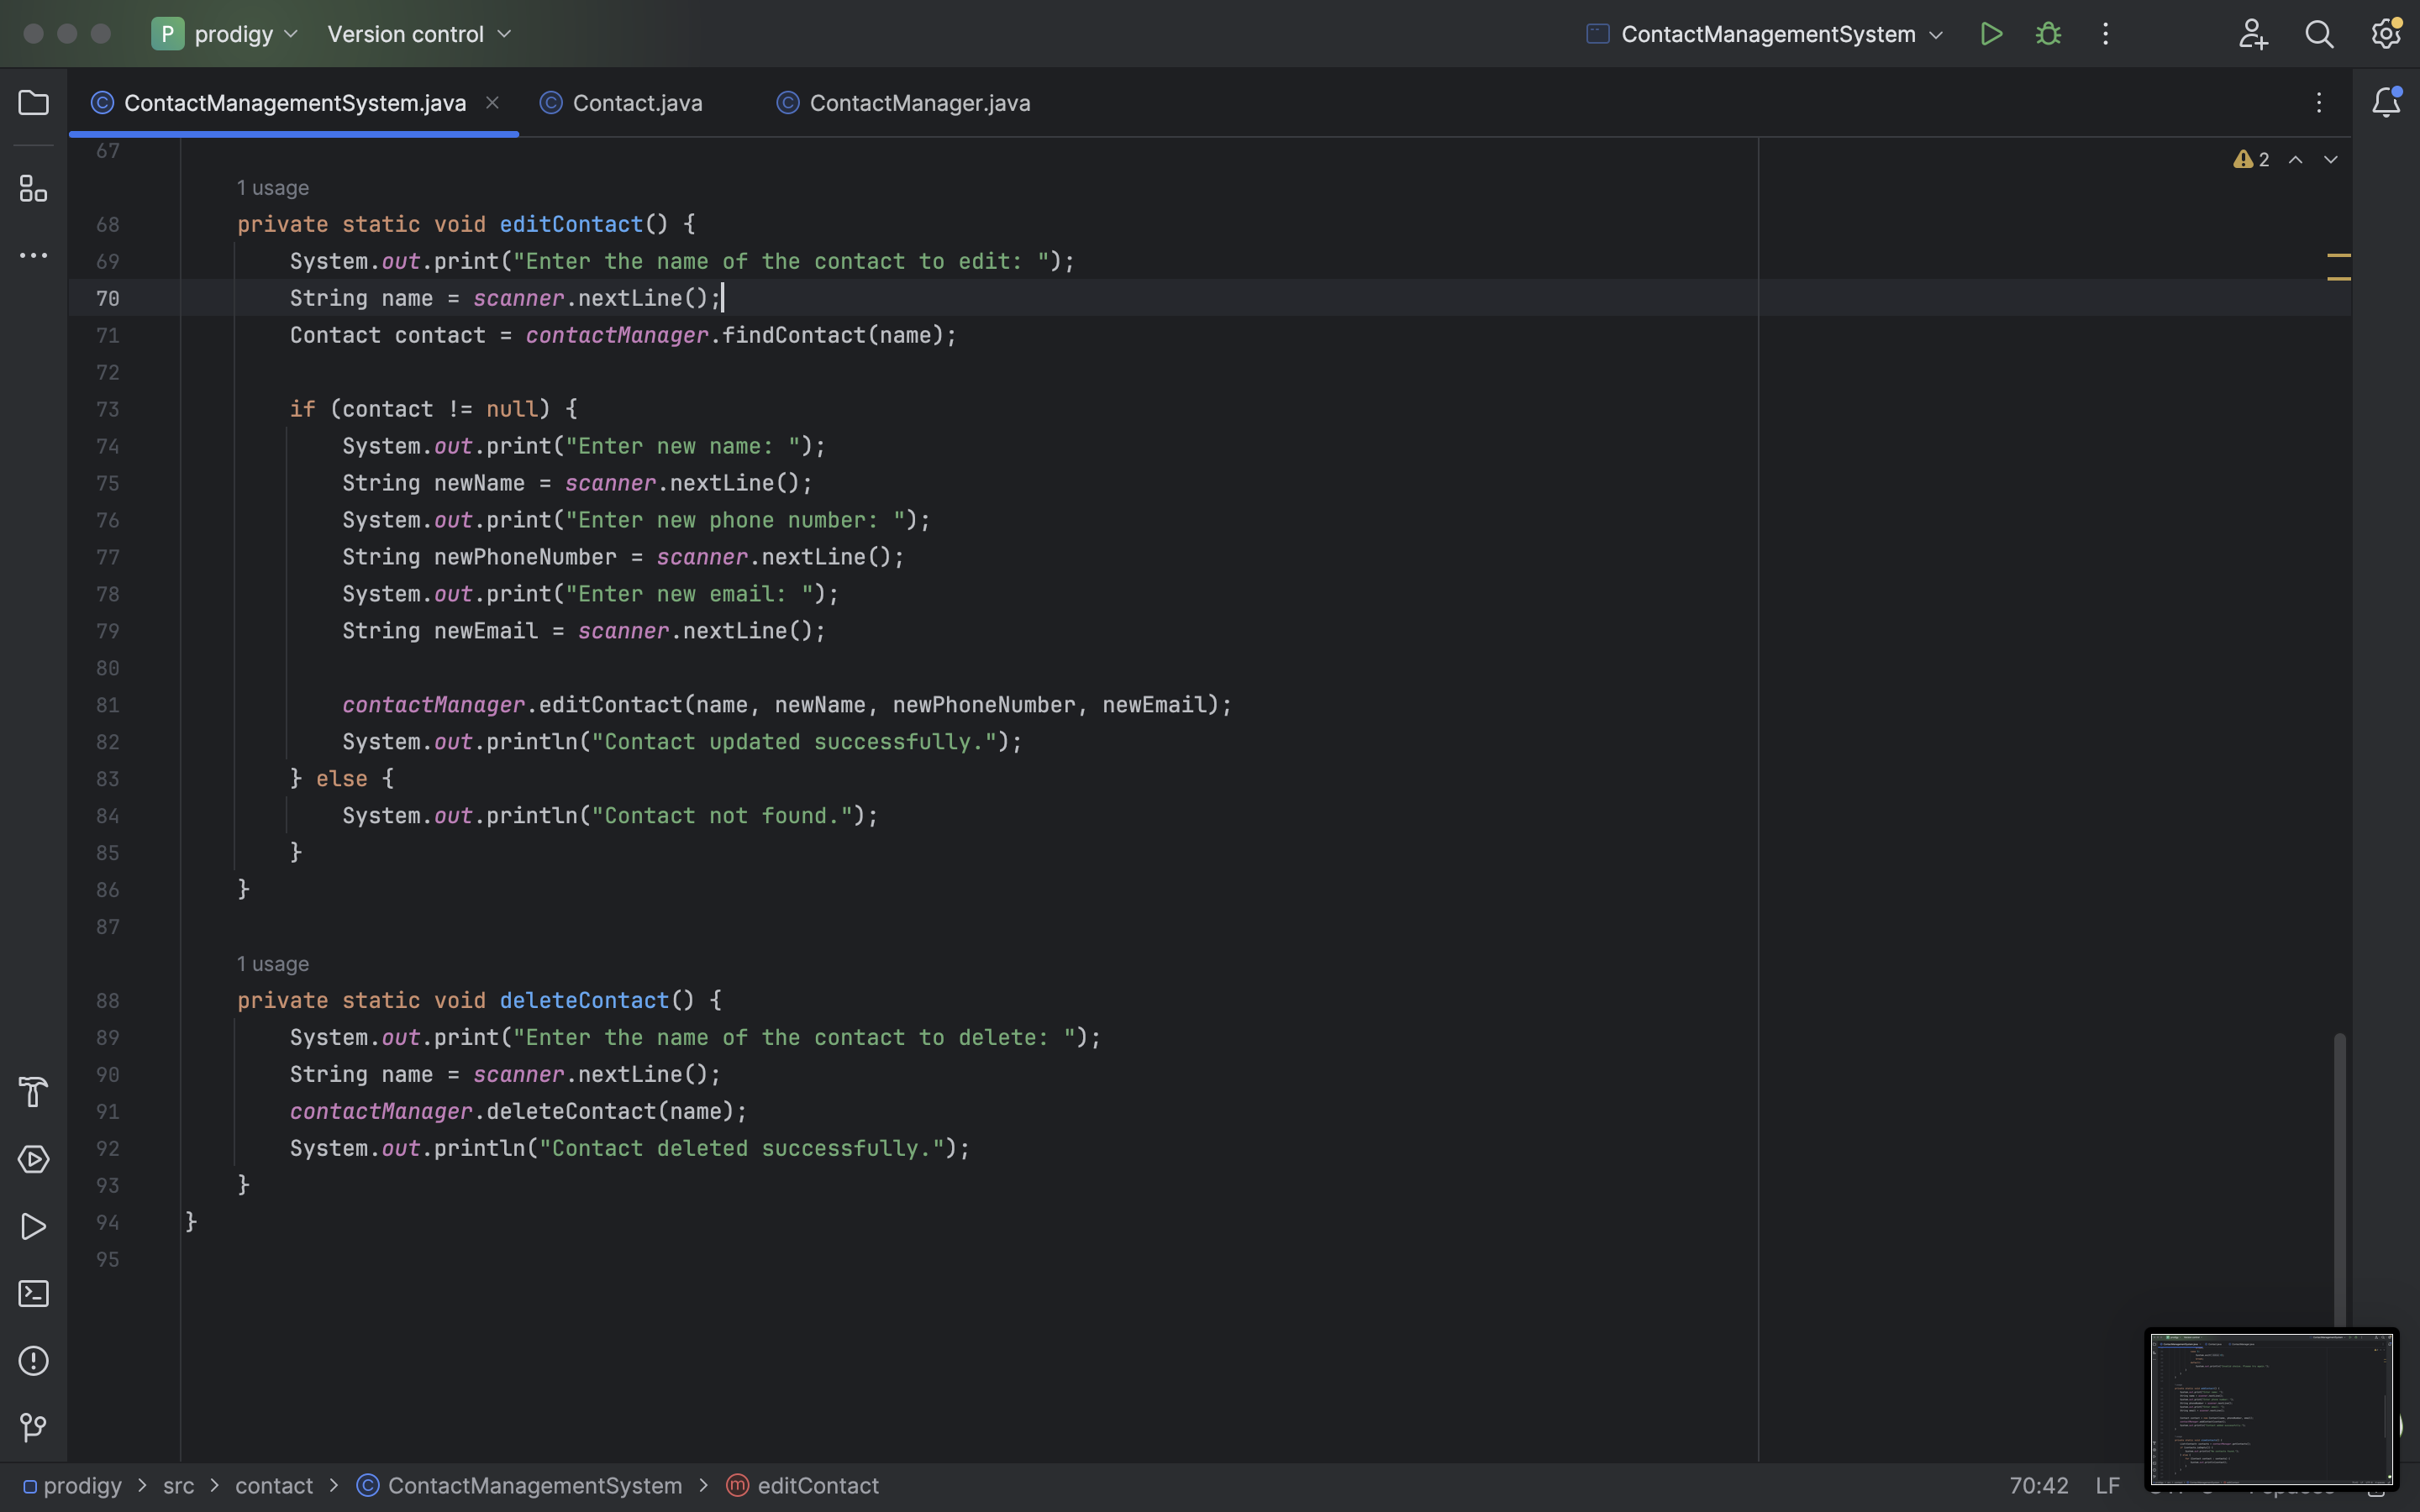 P prodigy Version control ContactManagementSystem
ContactManagementSystem.java Contact.java ContactManager.java
67
2
1 usage
68 private static void editContact() {
69 System.out.print("Enter the name of the contact to edit: ");
70 String name = scanner.nextLine();
71 Contact contact = contactManager.findContact(name);
72
73 if (contact != null) {
74 System.out.print("Enter new name: ");
75 String newName = scanner.nextLine();
76 System.out.print("Enter new phone number: ");
77 String newPhoneNumber = scanner.nextLine();
78 System.out.print("Enter new email: ");
79 String newEmail = scanner.nextLine();
80
81 contactManager.editContact(name, newName, newPhoneNumber, newEmail);
82 System.out.println("Contact updated successfully.");
83 } else {
84 System.out.println("Contact not found.");
85 }
86 }
87
1 usage
88 private static void deleteContact() {
89 System.out.print("Enter the name of the contact to delete: ");
90 String name = scanner.nextLine();
91 contactManager.deleteContact(name);
92 System.out.println("Contact deleted successfully.");
93 }
94 }
95
prodigy > src > contact > ContactManagementSystem > editContact 70:42 LF